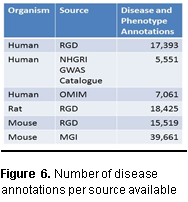 Organism Source Disease and Phenotype Annotations
Human RGD 17,393
Human NHGRI GWAS Catalogue 5,551
Human OMIM 7,061
Rat RGD 18,425
Mouse RGD 15,519
Mouse MGI 39,661
Figure 6. Number of disease
annotations per source available